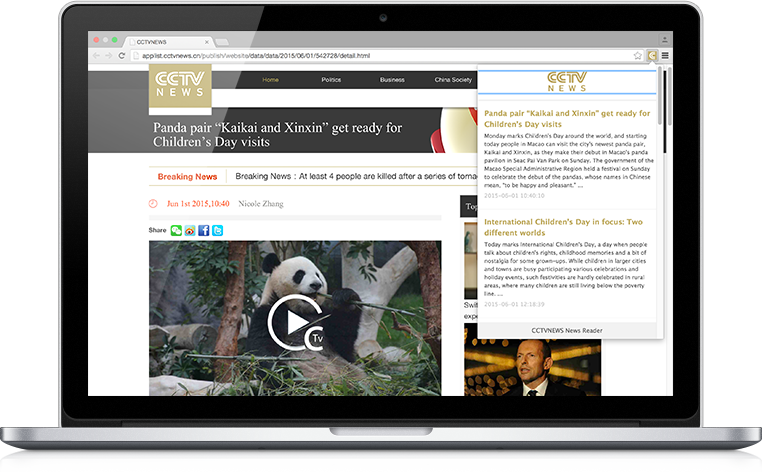 CCTVNEWS
applist.cctvnews.cn/publish/website/data/data/2015/06/01/542728/detail.html
CCTV
NEWS
Home
Politics
Business
China Society
Panda pair “Kaikai and Xinxin” get ready for
Children’s Day visits
Breaking News
Breaking News : At least 4 people are killed after a series of torna
Jun 1st 2015,10:40
Nicole Zhang
Share
Top
Swit
expe
CCTV
NEWS
Panda pair “Kaikai and Xinxin” get ready for
Children's Day visits
Monday marks Children's Day around the world, and starting
today people in Macao can visit the city's newest panda pair,
Kaikai and Xinxin, as they make their debut in Macao's panda
pavilion in Seac Pai Van Park on Sunday. The government of the
Macao Special Administrative Region held a festival on Sunday
to celebrate the debut of the pandas, whose names in Chinese
mean, "to be happy and pleasant." ...
2015-06-01 10:40:10
International Children's Day in focus: Two
different worlds
Today marks International Children's Day, a day when people
talk about children's rights, childhood memories and a bit of
nostalgia for some grown-ups. While children in larger cities
and towns are busy participating various celebrations and
holiday events, such festivities are hardly celebrated in rural
areas, where many children are still living below the poverty
line. ...
2015-06-01 12:18:39
CCTVNEWS News Reader